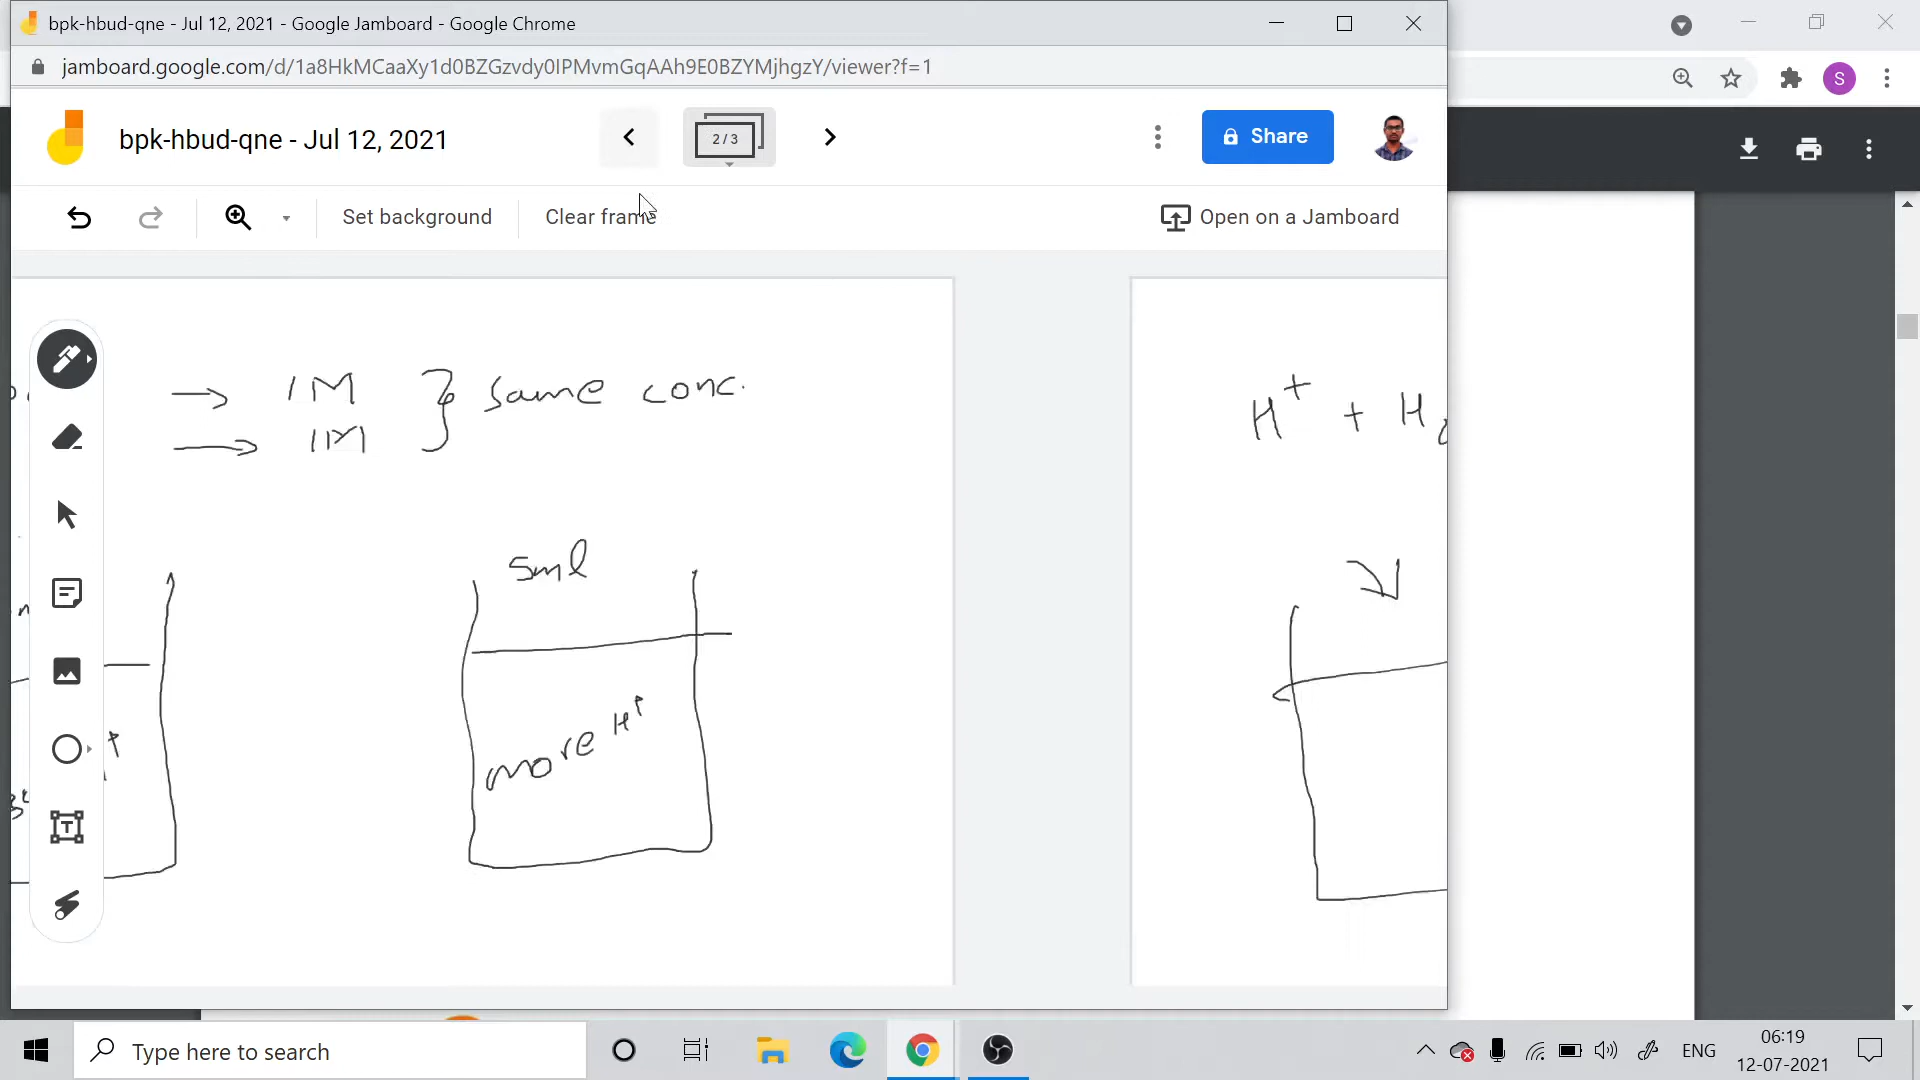 bpk-hbud-qne - Jul 12, 2021 - Google Jamboard - Google Chrome
jamboard.google.com/d/1a8HkMCaaXy1d0BZGzvdy0IPMvmGqAAh9E0BZYMjhgzY/viewer?f=1
S
bpk-hbud-qne - Jul 12, 2021
2 / 3
Share
Set background
Clear frame
Open on a Jamboard
→ 1M } same conc.
→ 1M
H+ + H
5ml
more H+
T
Type here to search
ENG
06:19
12-07-2021